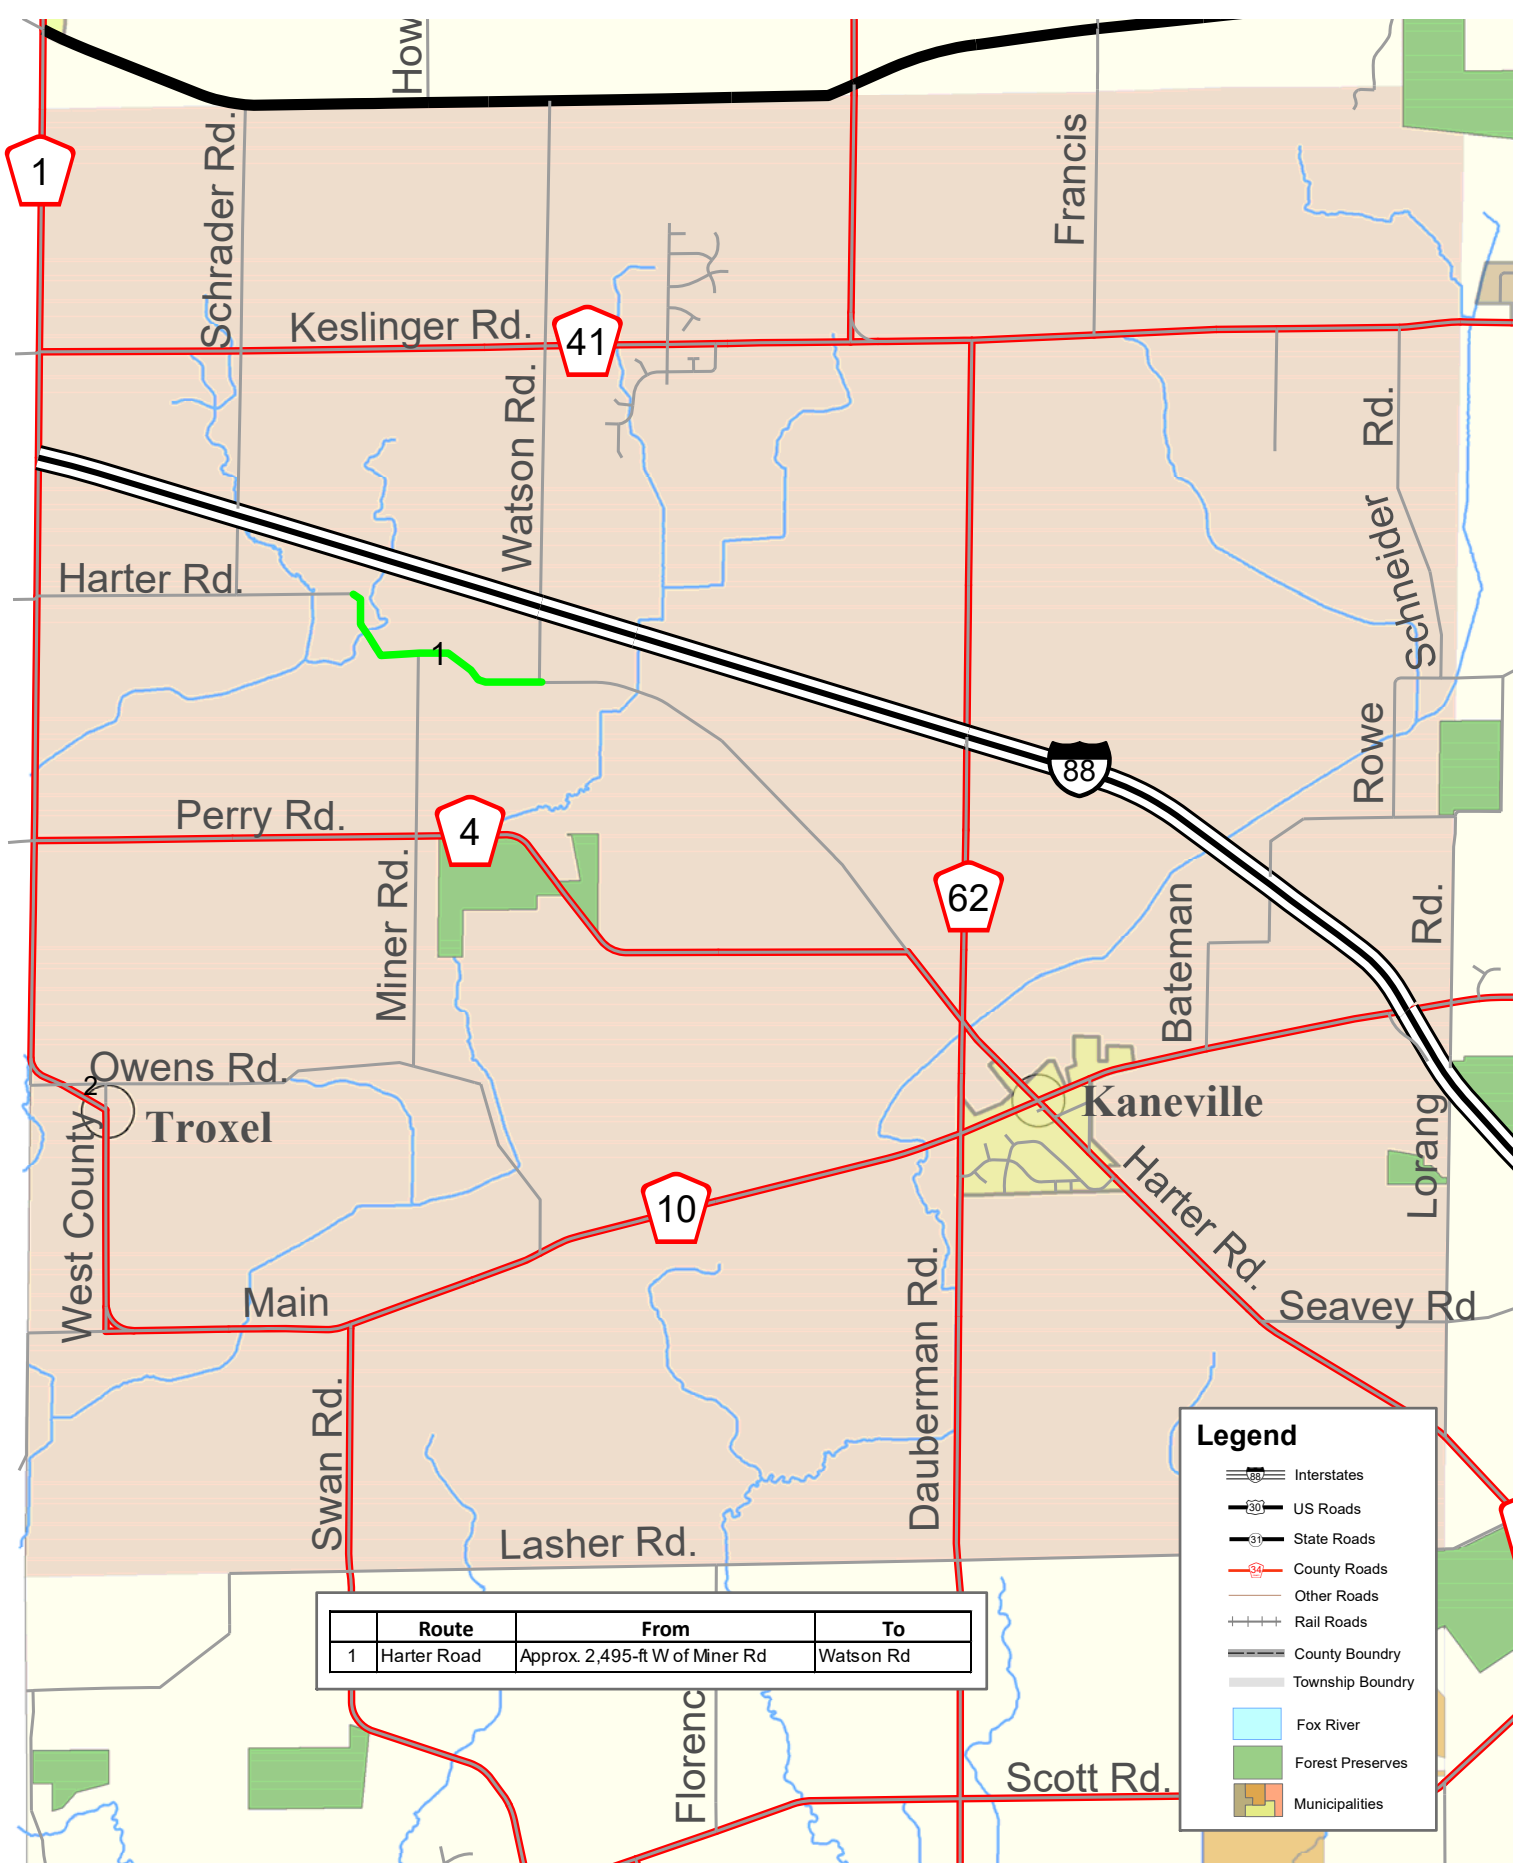 How
1
Schrader Rd.
Francis
Keslinger Rd.
41
Watson Rd.
Rd.
Schneider
Harter Rd.
1
Rowe
88
Perry Rd.
4
Miner Rd.
62
Bateman
Rd.
Owens Rd.
2
Troxel
Kaneville
West County
Lorang
Harter Rd.
10
Main
Dauberman Rd.
Seavey Rd
Swan Rd.
Lasher Rd.
Route From To
1 Harter Road Approx. 2,495-ft W of Miner Rd Watson Rd
Florenc
Scott Rd.
Legend
88 Interstates
30 US Roads
31 State Roads
34 County Roads
Other Roads
Rail Roads
County Boundry
Township Boundry
Fox River
Forest Preserves
Municipalities